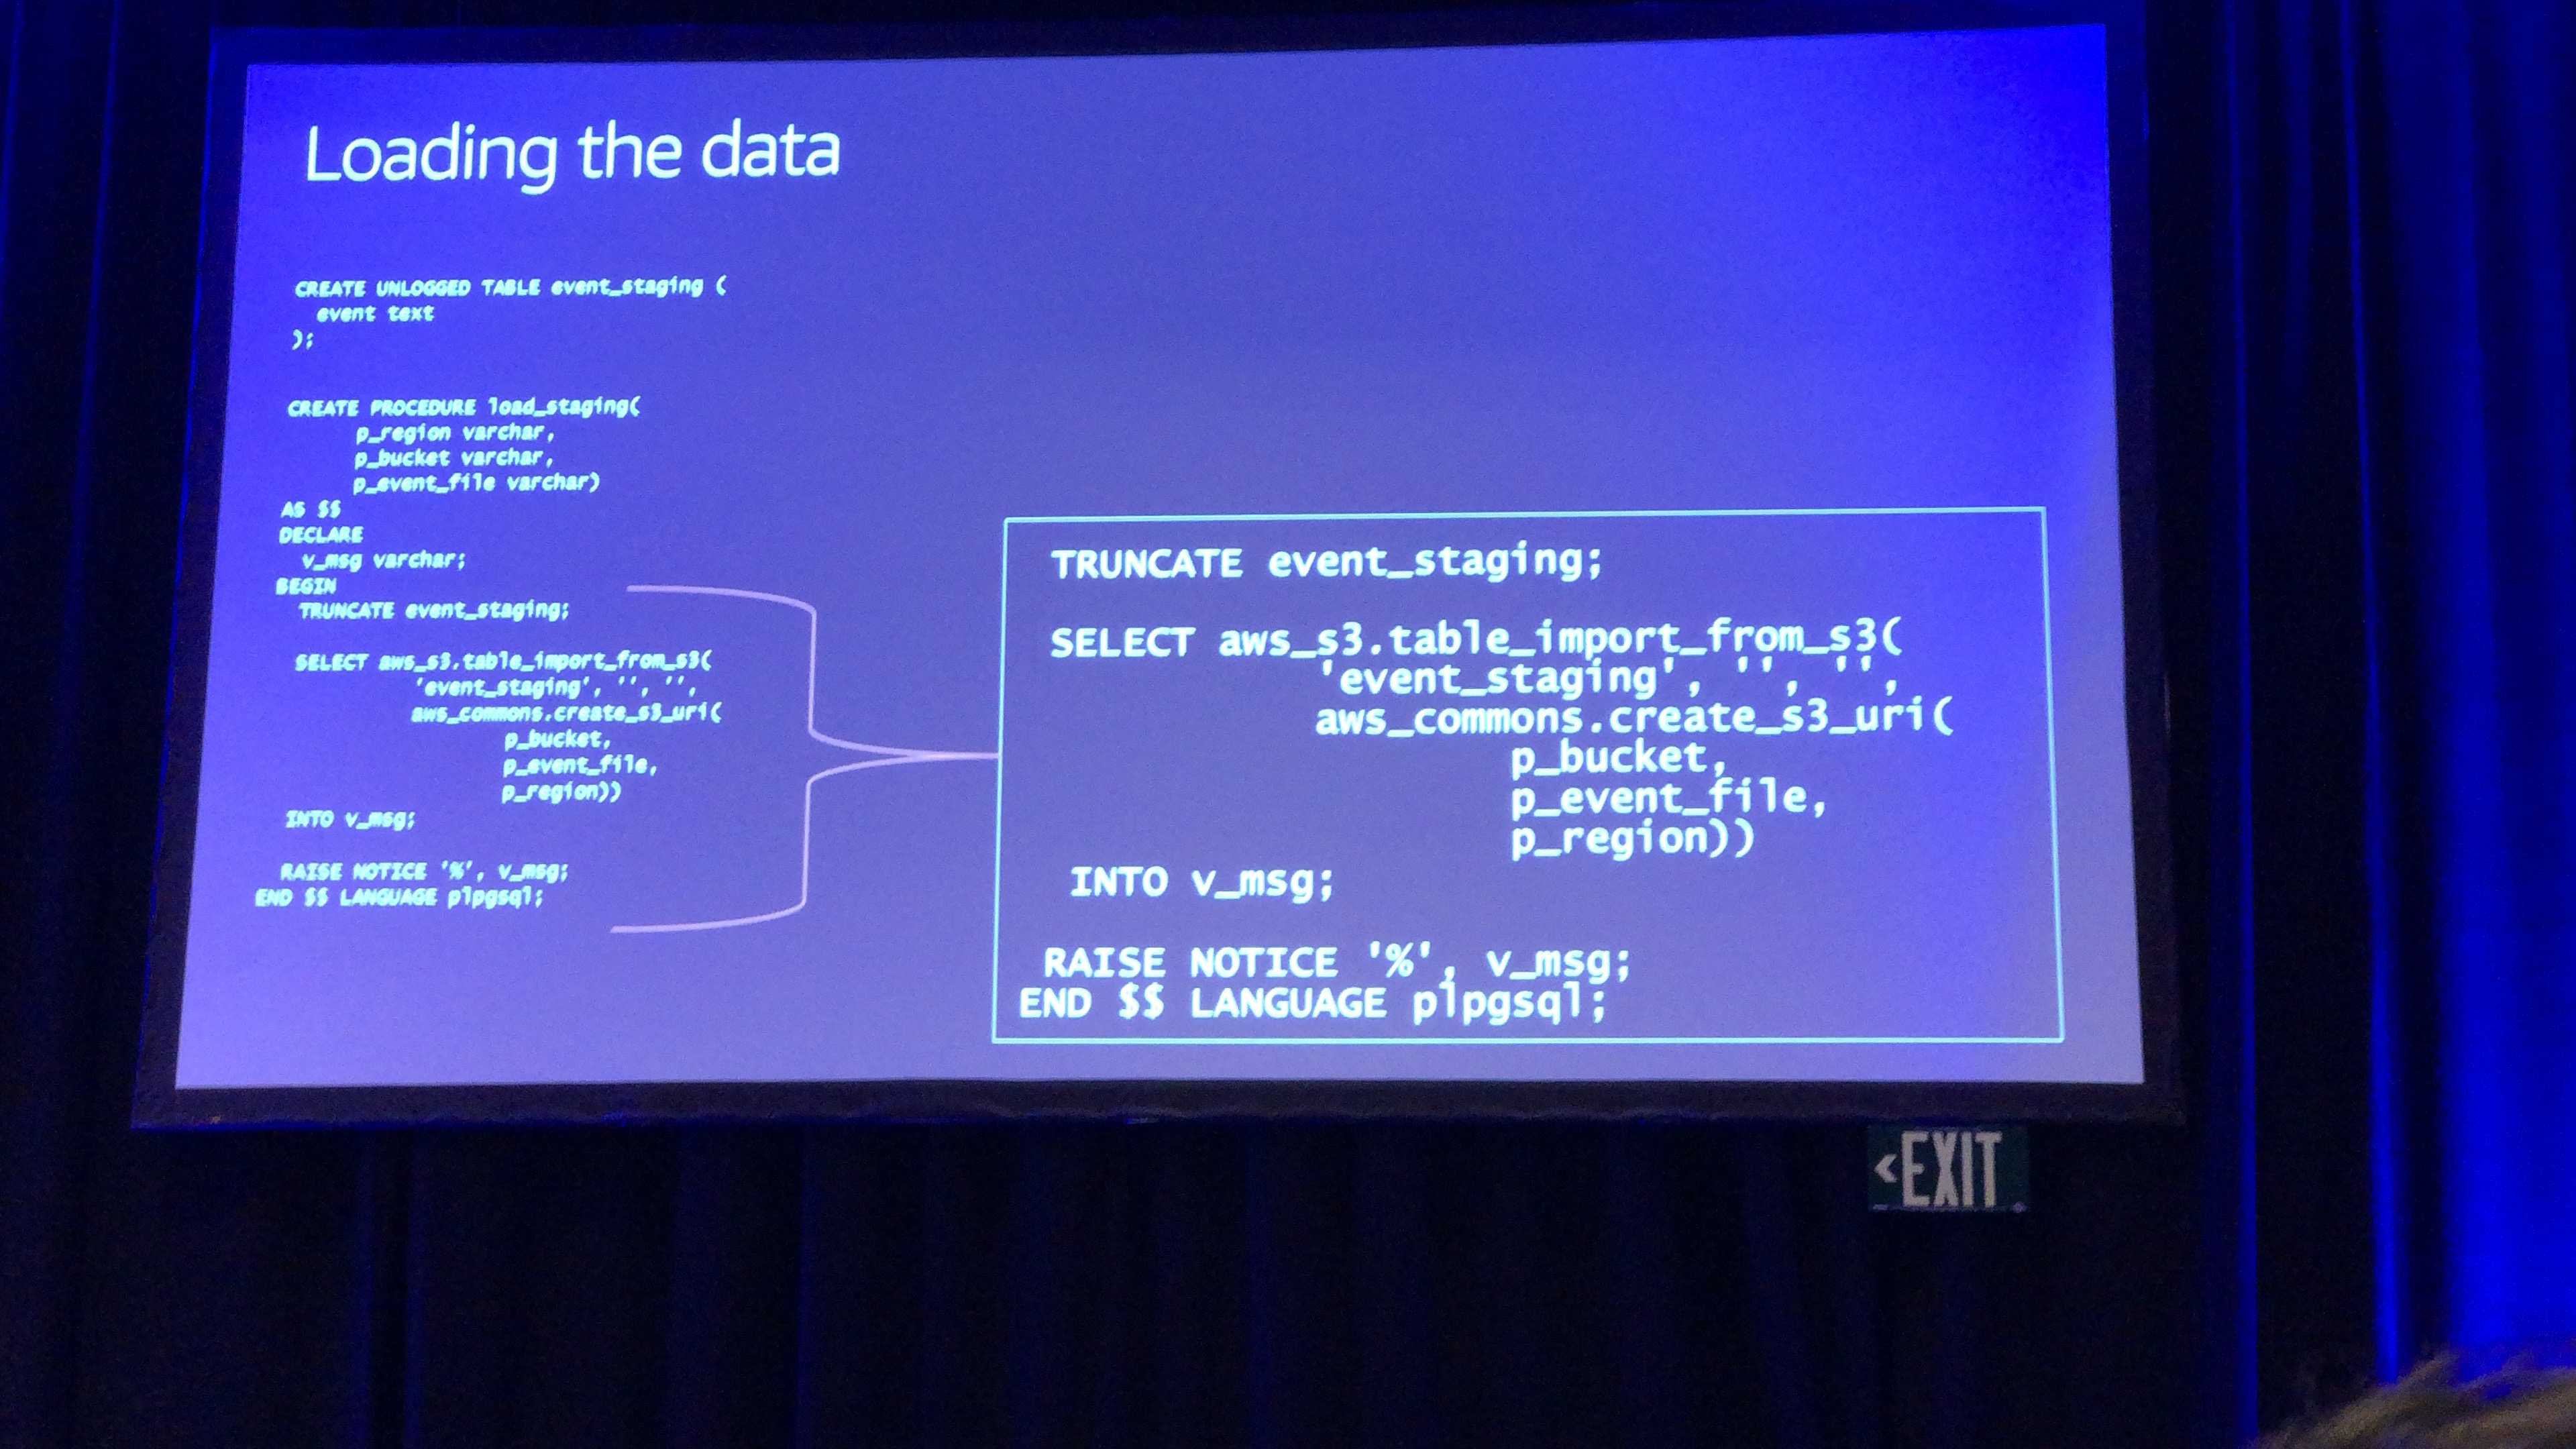 Loading the data
CREATE UNLOGGED TABLE event_staging (
event text
);
CREATE PROCEDURE load_staging(
p_region varchar,
p_bucket varchar,
p_event_file varchar)
AS $$
DECLARE
v_msg varchar;
BEGIN
TRUNCATE event_staging;
SELECT aws_s3.table_import_from_s3(
'event_staging', '', '',
aws_commons.create_s3_uri(
p_bucket,
p_event_file,
p_region))
INTO v_msg;
RAISE NOTICE '%', v_msg;
END $$ LANGUAGE plpgsql;
TRUNCATE event_staging;
SELECT aws_s3.table_import_from_s3(
'event_staging', '', '',
aws_commons.create_s3_uri(
p_bucket,
p_event_file,
p_region))
INTO v_msg;
RAISE NOTICE '%', v_msg;
END $$ LANGUAGE plpgsql;
<EXIT